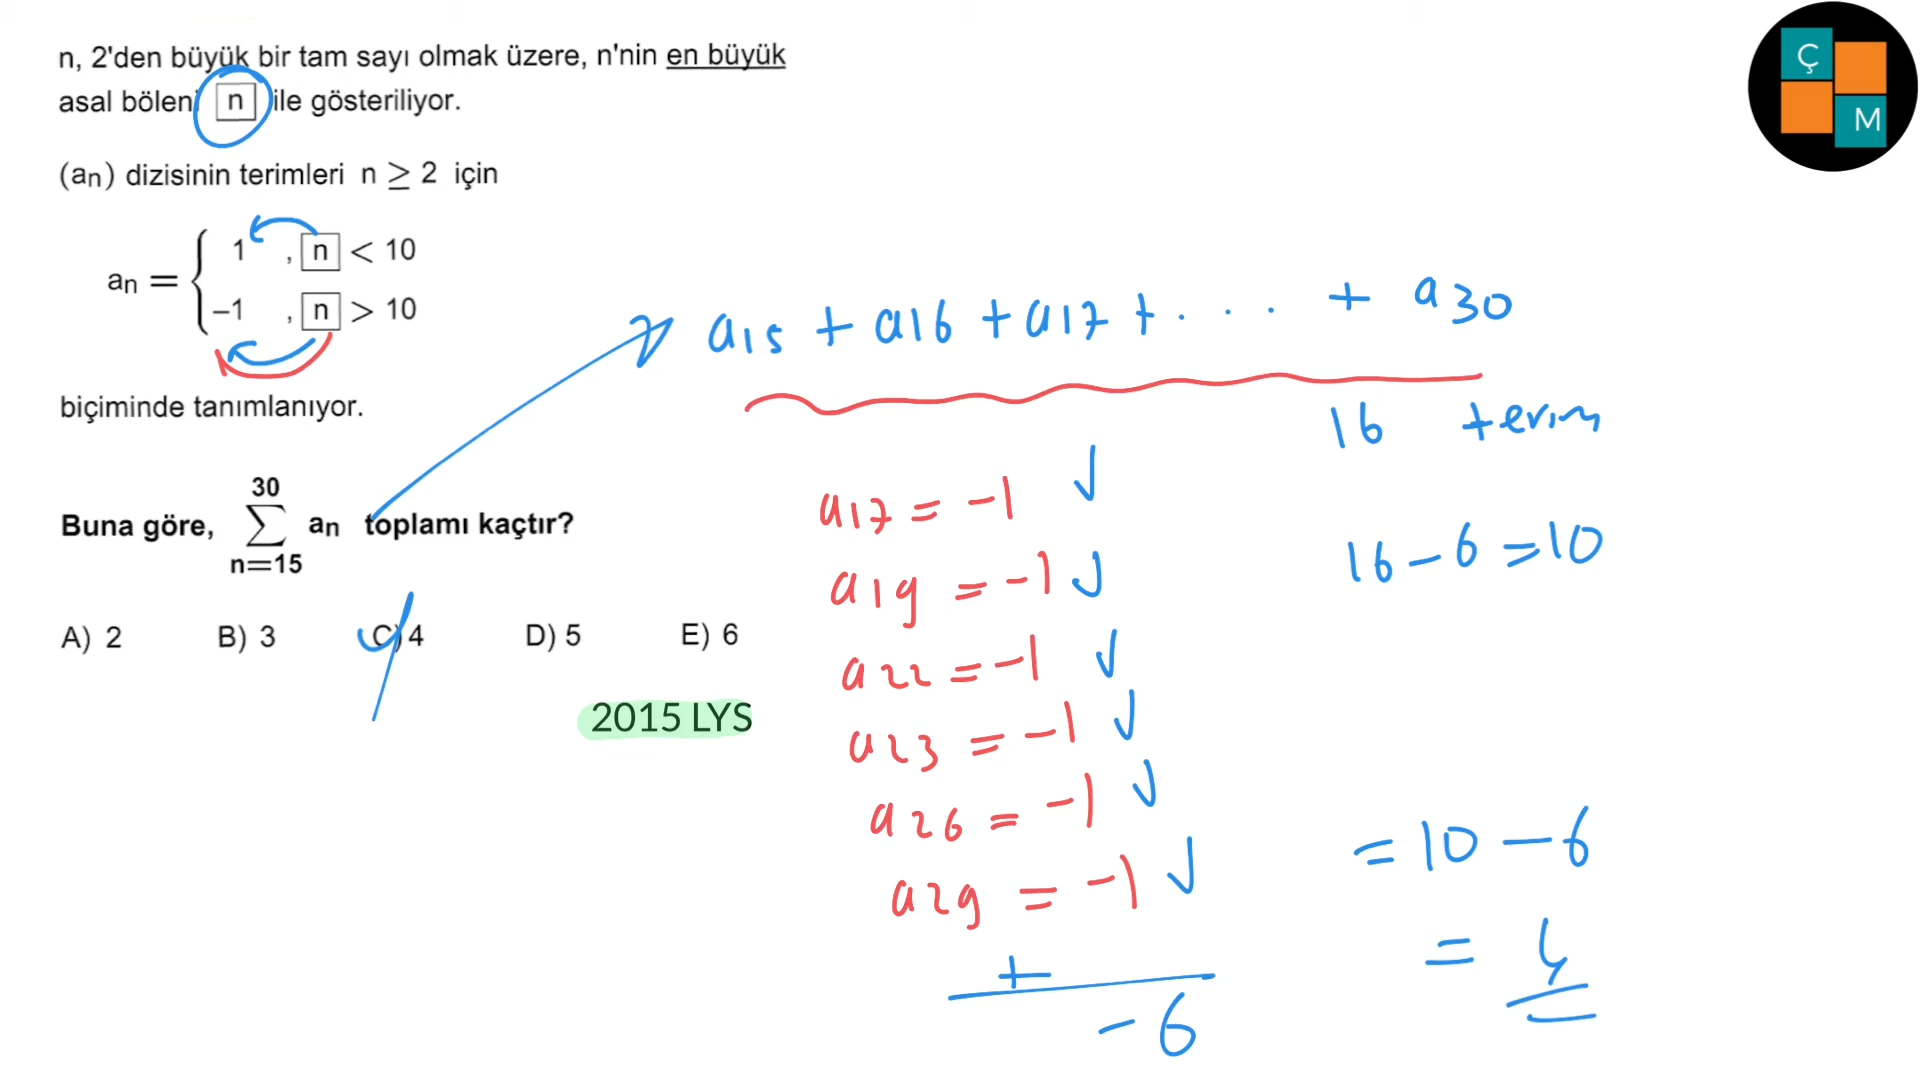 n, 2'den büyük bir tam sayı olmak üzere, n'nin en büyük
asal böleni n ile gösteriliyor.
(an) dizisinin terimleri n ≥ 2 için
an = { 1 , n < 10
−1 , n > 10
biçiminde tanımlanıyor.
Buna göre, 30 ∑ n=15 an toplamı kaçtır?
A) 2 B) 3 C) 4 D) 5 E) 6
2015 LYS
a15 + a16 + a17 + . . . . + a30
16 terim
a17 = -1
a19 = -1
a22 = -1
a23 = -1
a26 = -1
a29 = -1
+
-6
16 - 6 = 10
= 10 - 6
= 4
Ç
M